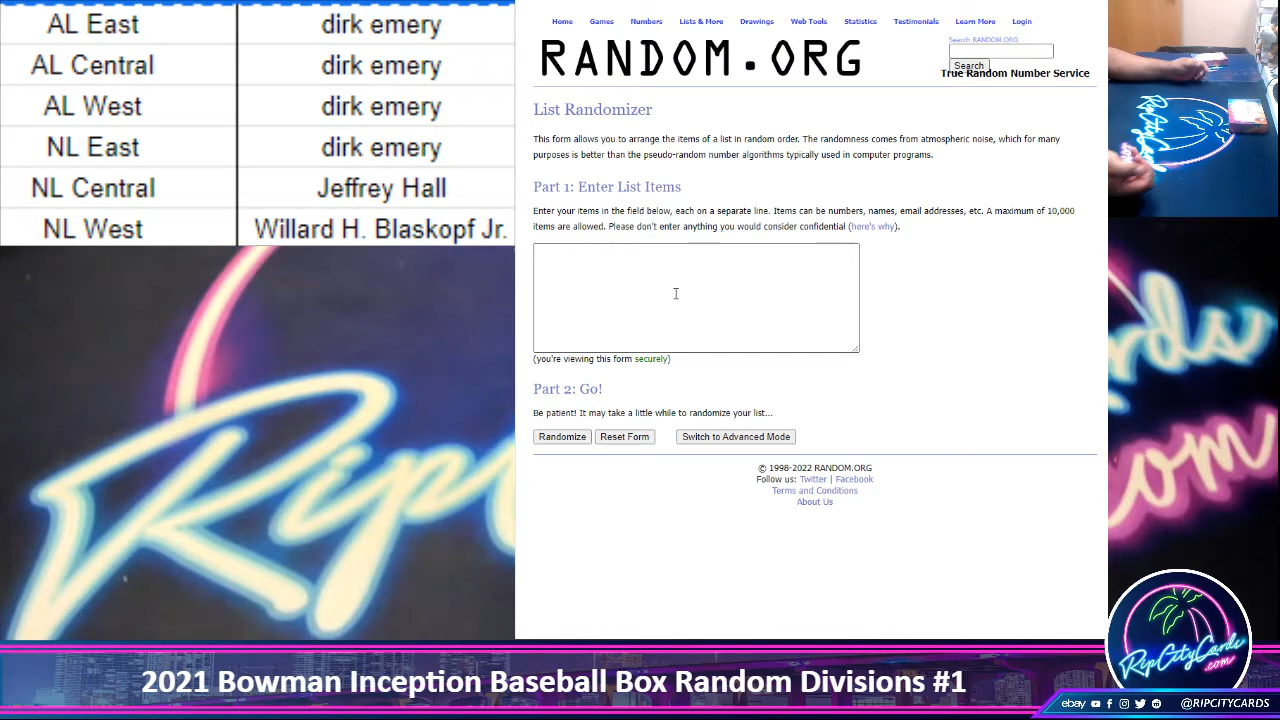 AL East dirk emery
AL Central dirk emery
AL West dirk emery
NL East dirk emery
NL Central Jeffrey Hall
NL West Willard H. Blaskopf Jr.
Home Games Numbers Lists & More Drawings Web Tools Statistics Testimonials Learn More Login
RANDOM.ORG
Search RANDOM.ORG
Search
True Random Number Service
List Randomizer
This form allows you to arrange the items of a list in random order. The randomness comes from atmospheric noise, which for many
purposes is better than the pseudo-random number algorithms typically used in computer programs.
Part 1: Enter List Items
Enter your items in the field below, each on a separate line. Items can be numbers, names, email addresses, etc. A maximum of 10,000
items are allowed. Please don't enter anything you would consider confidential (here's why).
(you're viewing this form securely)
Part 2: Go!
Be patient! It may take a little while to randomize your list...
Randomize Reset Form Switch to Advanced Mode
© 1998-2022 RANDOM.ORG
Follow us: Twitter | Facebook
Terms and Conditions
About Us
RipCityCards
.com
2021 Bowman Inception Baseball Box Random Divisions #1
ebay @RIPCITYCARDS